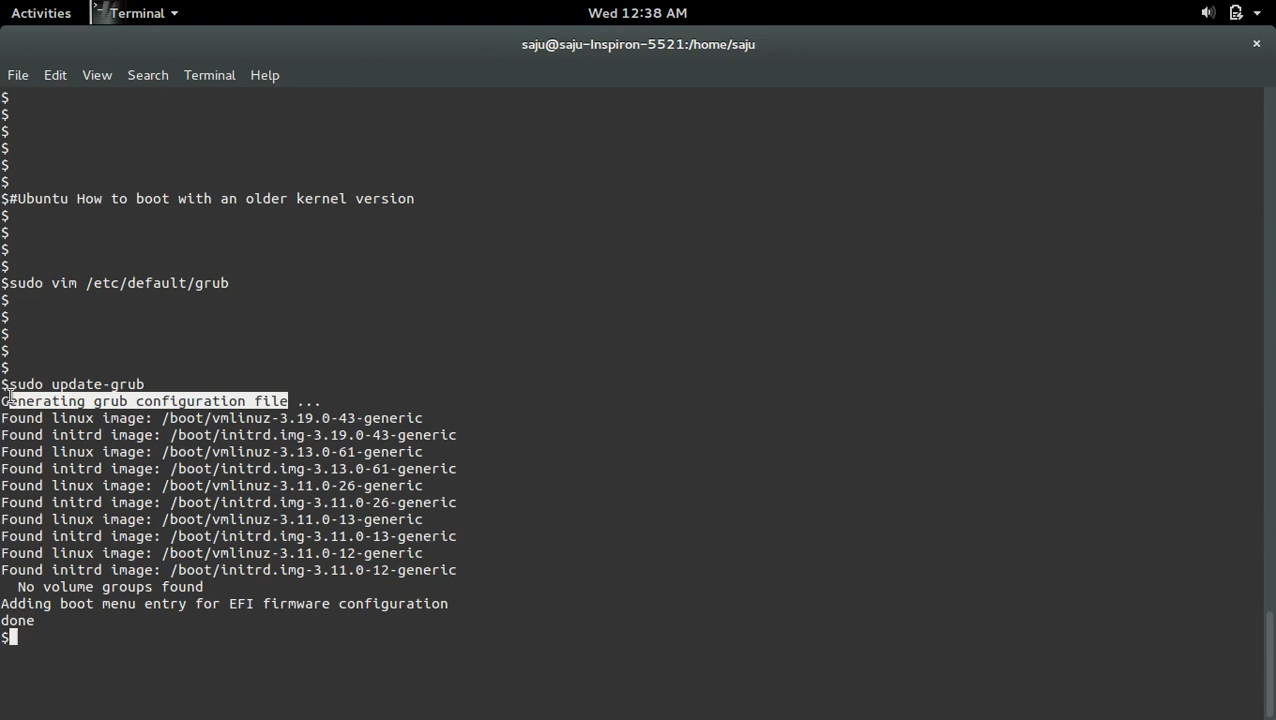 Activities Terminal Wed 12:38 AM
saju@saju-Inspiron-5521:/home/saju
File Edit View Search Terminal Help
$
$
$
$
$
$
$#Ubuntu How to boot with an older kernel version
$
$
$
$
$sudo vim /etc/default/grub
$
$
$
$
$
$sudo update-grub
Generating grub configuration file ...
Found linux image: /boot/vmlinuz-3.19.0-43-generic
Found initrd image: /boot/initrd.img-3.19.0-43-generic
Found linux image: /boot/vmlinuz-3.13.0-61-generic
Found initrd image: /boot/initrd.img-3.13.0-61-generic
Found linux image: /boot/vmlinuz-3.11.0-26-generic
Found initrd image: /boot/initrd.img-3.11.0-26-generic
Found linux image: /boot/vmlinuz-3.11.0-13-generic
Found initrd image: /boot/initrd.img-3.11.0-13-generic
Found linux image: /boot/vmlinuz-3.11.0-12-generic
Found initrd image: /boot/initrd.img-3.11.0-12-generic
  No volume groups found
Adding boot menu entry for EFI firmware configuration
done
$